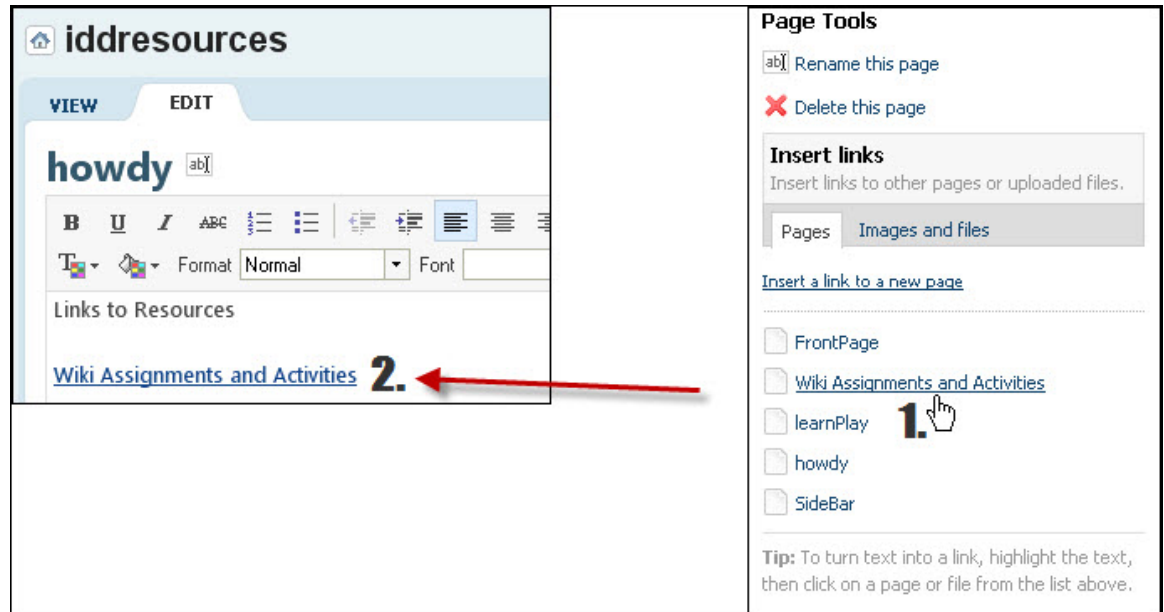 iddresources
VIEW EDIT
howdy ab
B U I ABC
T Format Normal Font
Links to Resources
Wiki Assignments and Activities 2.
Page Tools
ab Rename this page
Delete this page
Insert links
Insert links to other pages or uploaded files.
Pages Images and files
Insert a link to a new page
FrontPage
Wiki Assignments and Activities
learnPlay 1.
howdy
SideBar
Tip: To turn text into a link, highlight the text,
then click on a page or file from the list above.